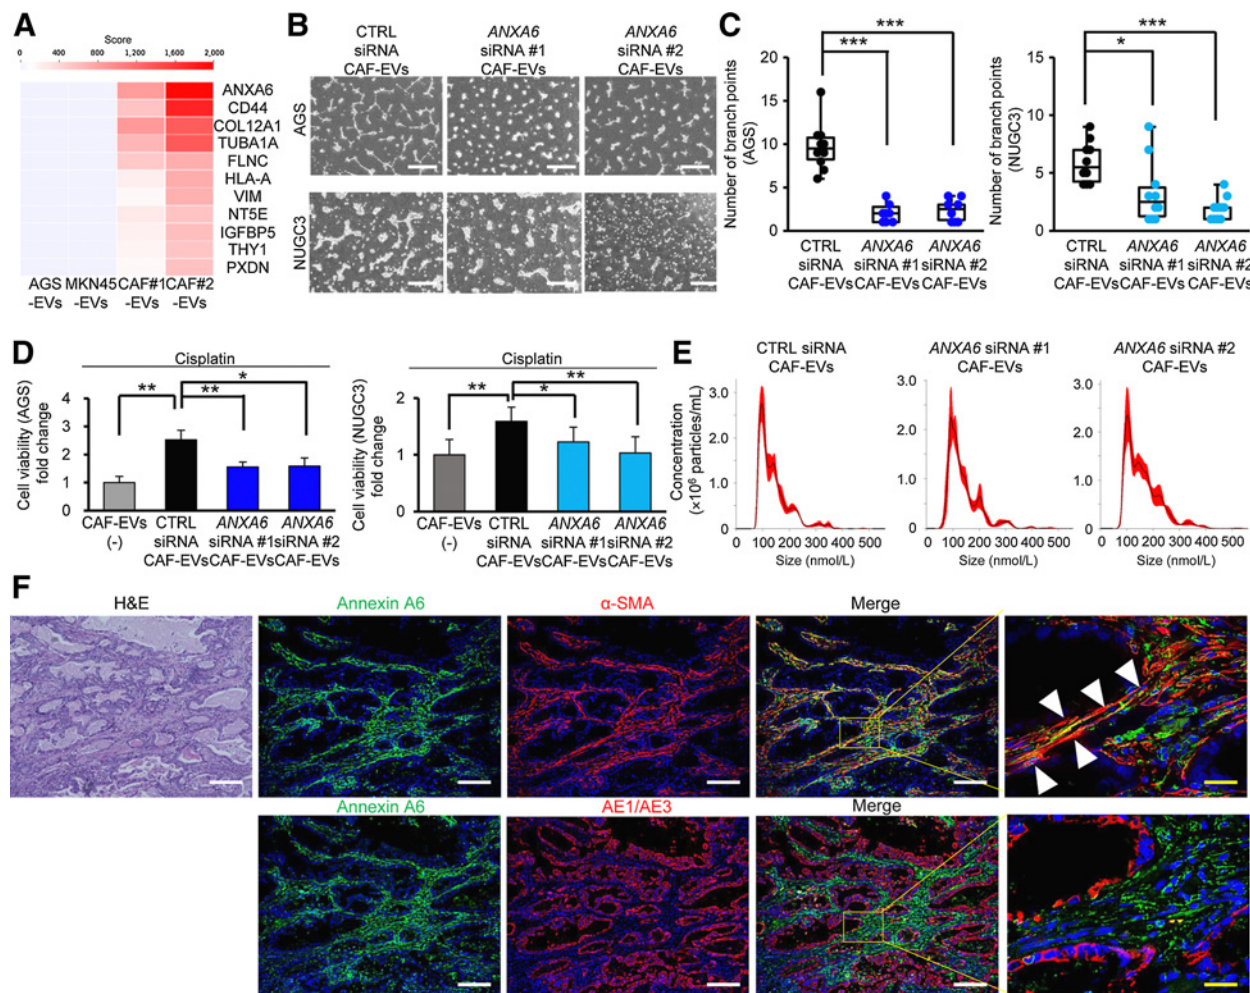 A
Score
0 400 800 1,200 1,600 2,000
ANXA6
CD44
COL12A1
TUBA1A
FLNC
HLA-A
VIM
NT5E
IGFBP5
THY1
PXDN
AGS MKN45 CAF#1 CAF#2
-EVs -EVs -EVs -EVs
B
CTRL ANXA6 ANXA6
siRNA siRNA #1 siRNA #2
CAF-EVs CAF-EVs CAF-EVs
AGS
NUGC3
C
Number of branch points
(AGS)
20
15
10
5
0
***
***
CTRL ANXA6 ANXA6
siRNA siRNA #1 siRNA #2
CAF-EVs CAF-EVs CAF-EVs
Number of branch points
(NUGC3)
15
10
5
0
***
*
CTRL ANXA6 ANXA6
siRNA siRNA #1 siRNA #2
CAF-EVs CAF-EVs CAF-EVs
D
Cisplatin
Cell viability (AGS)
fold change
4
3
2
1
0
** ** *
CAF-EVs CTRL ANXA6 ANXA6
(-) siRNA siRNA #1 siRNA #2
CAF-EVs CAF-EVs CAF-EVs
Cisplatin
Cell viability (NUGC3)
fold change
2
1
0
** * **
CAF-EVs CTRL ANXA6 ANXA6
(-) siRNA siRNA #1 siRNA #2
CAF-EVs CAF-EVs CAF-EVs
E
CTRL siRNA
CAF-EVs
Concentration
(×10⁶ particles/mL)
3.0
2.0
1.0
0
0 100 200 300 400 500
Size (nmol/L)
ANXA6 siRNA #1
CAF-EVs
3.0
2.0
1.0
0
0 100 200 300 400 500
Size (nmol/L)
ANXA6 siRNA #2
CAF-EVs
3.0
2.0
1.0
0
0 100 200 300 400 500
Size (nmol/L)
F
H&E
Annexin A6
α-SMA
Merge
Annexin A6
AE1/AE3
Merge